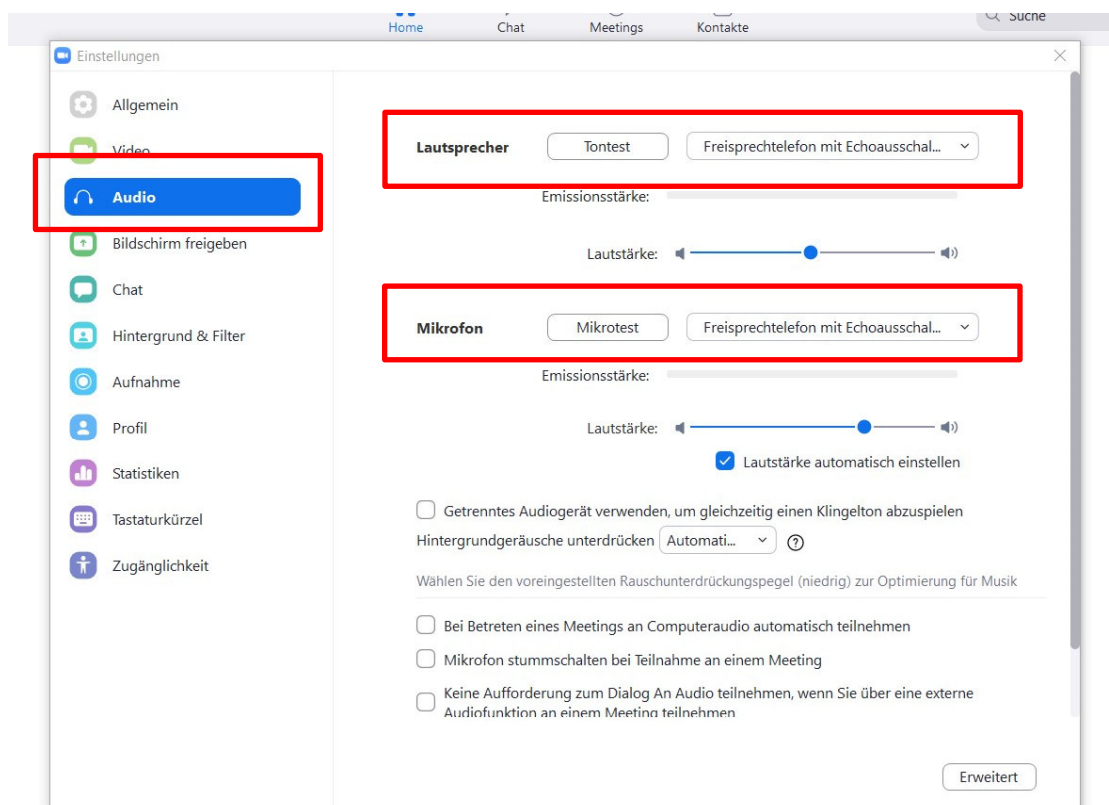 Home Chat Meetings Kontakte Suche
Einstellungen
Allgemein
Video
Audio
Bildschirm freigeben
Chat
Hintergrund & Filter
Aufnahme
Profil
Statistiken
Tastaturkürzel
Zugänglichkeit
Lautsprecher Tontest Freisprechtelefon mit Echoausschal...
Emissionsstärke:
Lautstärke:
Mikrofon Mikrotest Freisprechtelefon mit Echoausschal...
Emissionsstärke:
Lautstärke:
Lautstärke automatisch einstellen
Getrenntes Audiogerät verwenden, um gleichzeitig einen Klingelton abzuspielen
Hintergrundgeräusche unterdrücken Automati...
Wählen Sie den voreingestellten Rauschunterdrückungspegel (niedrig) zur Optimierung für Musik
Bei Betreten eines Meetings an Computeraudio automatisch teilnehmen
Mikrofon stummschalten bei Teilnahme an einem Meeting
Keine Aufforderung zum Dialog An Audio teilnehmen, wenn Sie über eine externe
Audiofunktion an einem Meeting teilnehmen
Erweitert